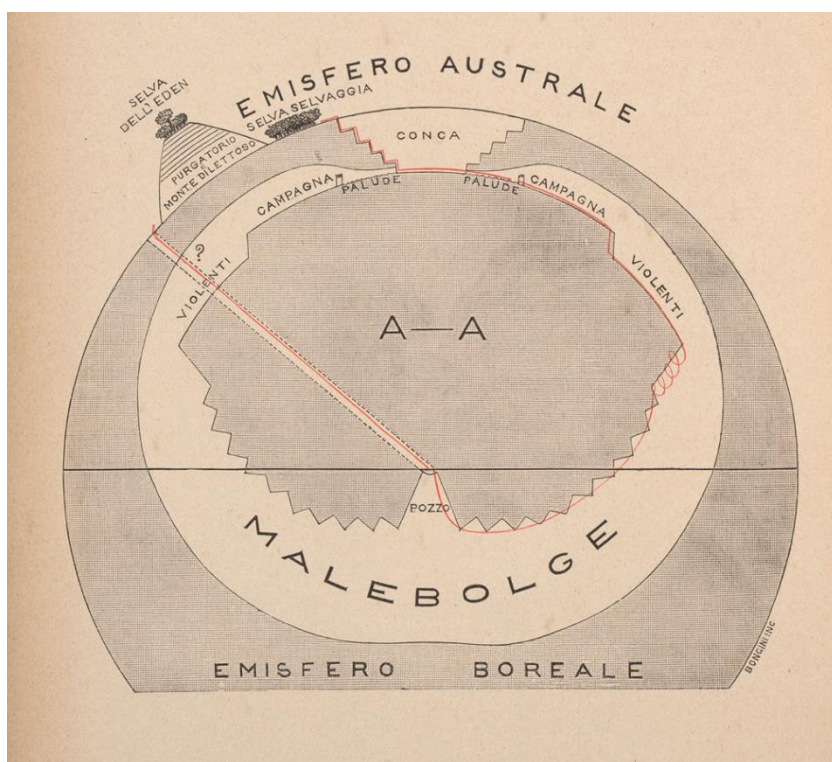 EMISFERO AUSTRALE
SELVA
DELL'EDEN
SELVA SELVAGGIA
CONCA
PURGATORIO
MONTE DILETTOSO
CAMPAGNA
PALUDE
PALUDE
CAMPAGNA
?
VIOLENTI
VIOLENTI
A—A
POZZO
MALEBOLGE
EMISFERO BOREALE
BONCINI INC